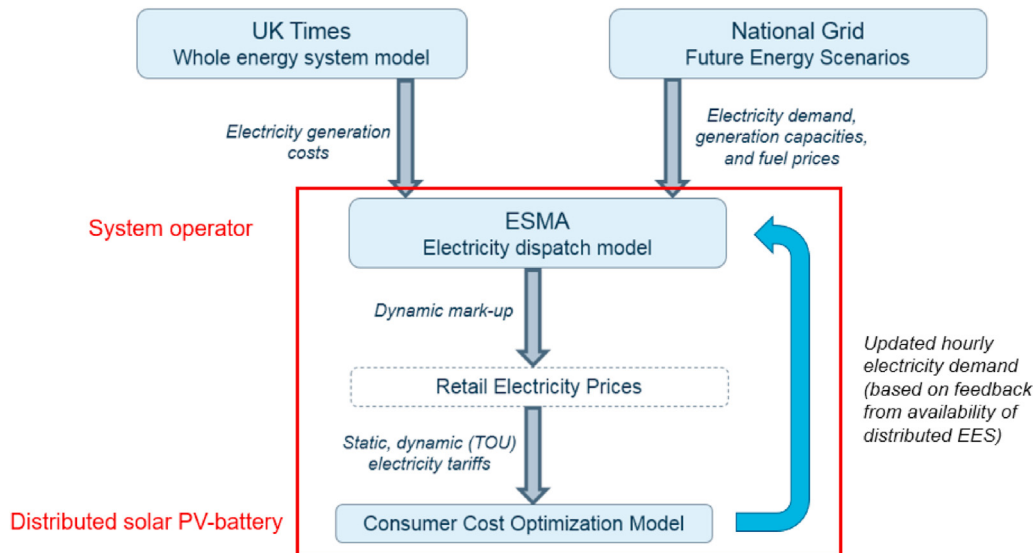 UK Times
Whole energy system model
National Grid
Future Energy Scenarios
Electricity generation
costs
Electricity demand,
generation capacities,
and fuel prices
System operator
ESMA
Electricity dispatch model
Dynamic mark-up
Retail Electricity Prices
Static, dynamic (TOU)
electricity tariffs
Updated hourly
electricity demand
(based on feedback
from availability of
distributed EES)
Distributed solar PV-battery
Consumer Cost Optimization Model